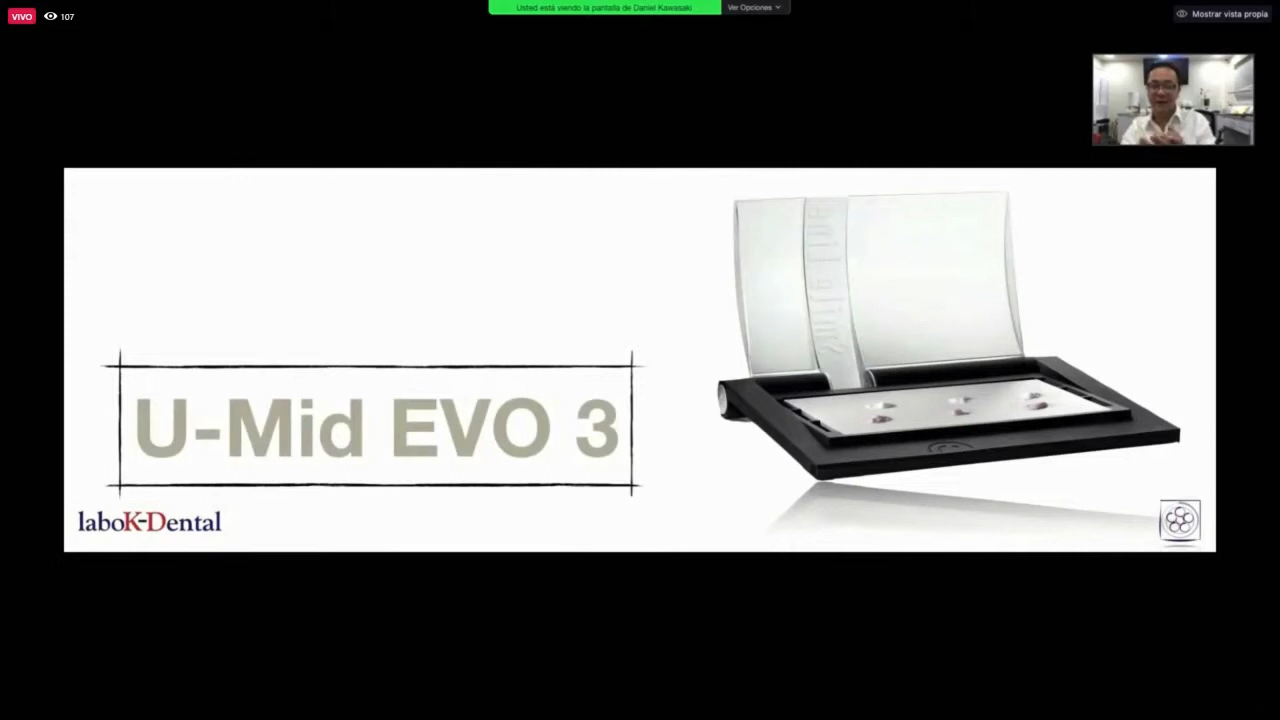 VIVO 107
Usted está viendo la pantalla de Daniel Kawasaki
Ver Opciones
Mostrar vista propia
U-Mid EVO 3
laboK-Dental